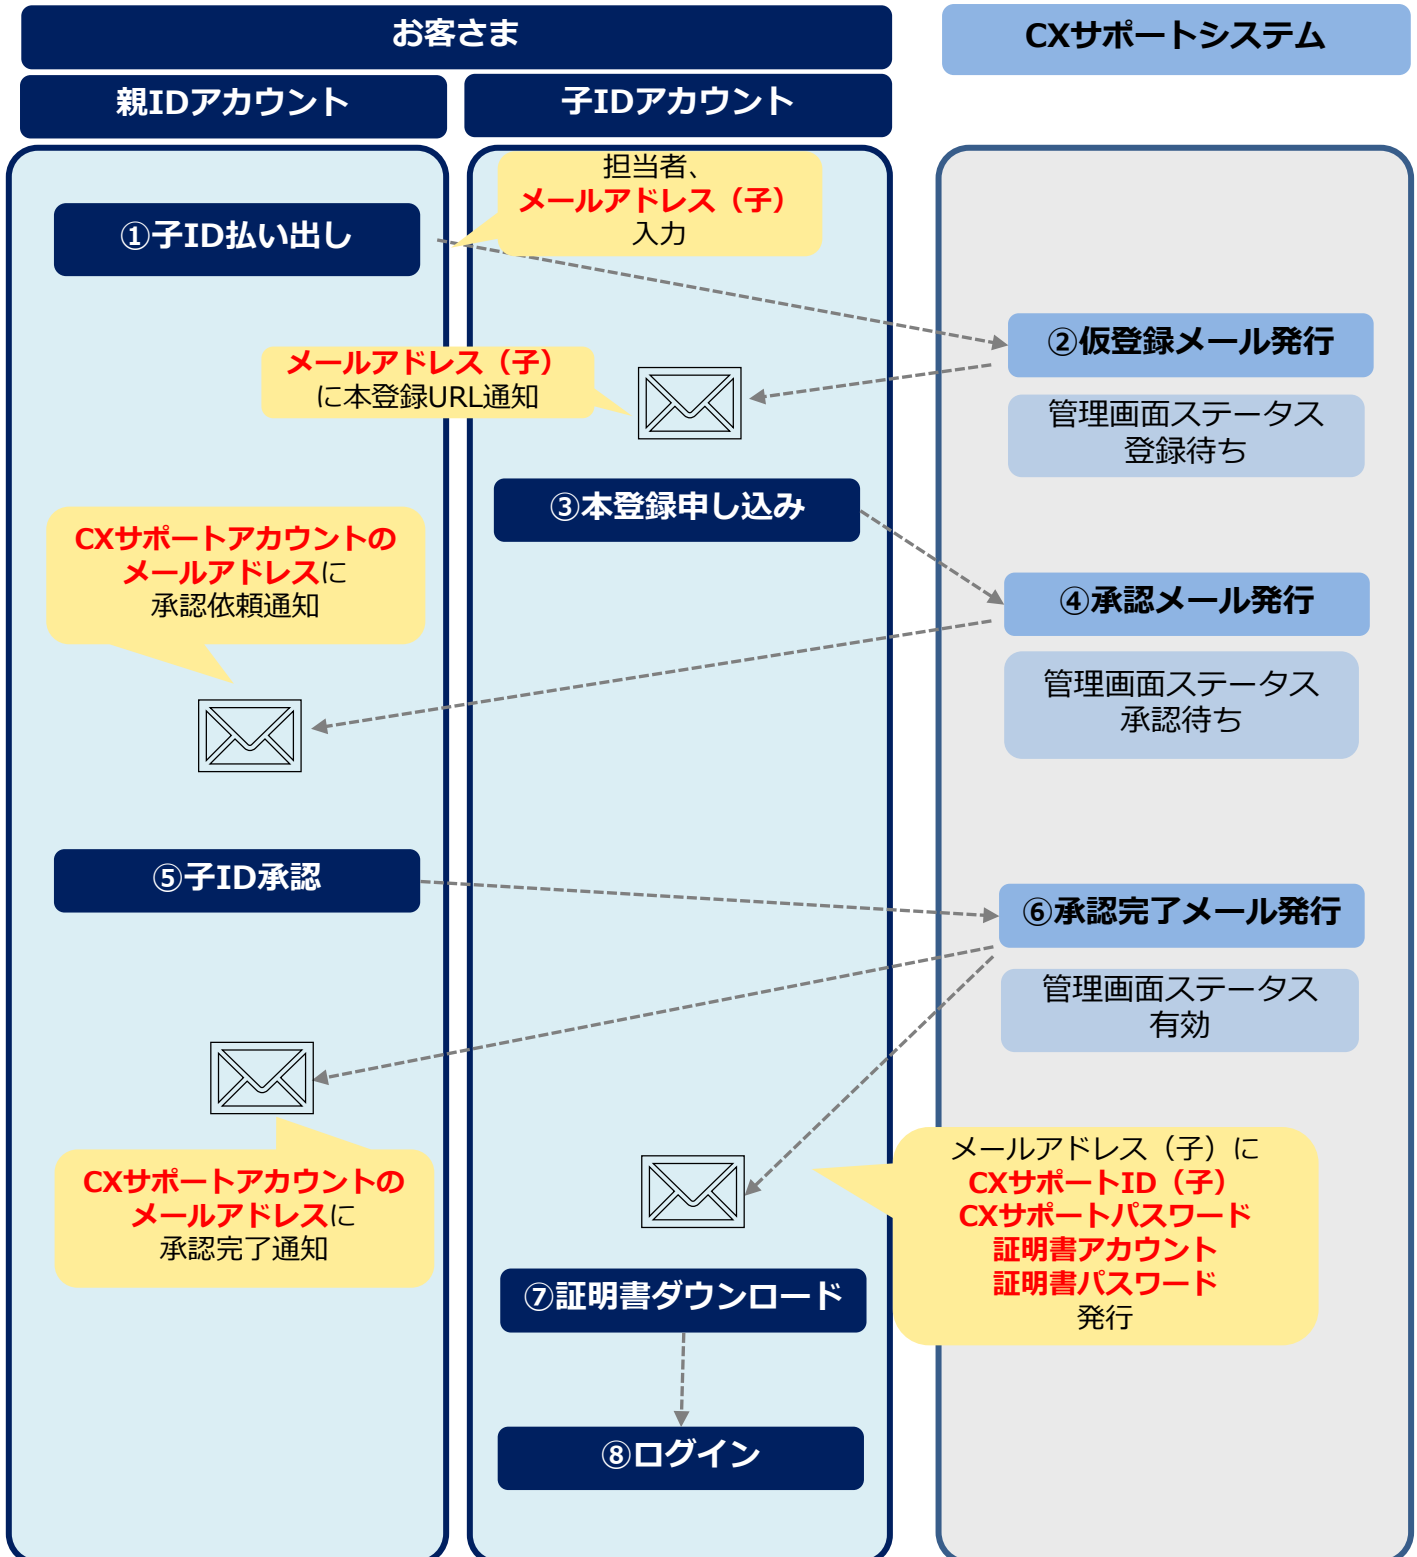 お客さま
CXサポートシステム
親IDアカウント
子IDアカウント
担当者、
メールアドレス（子）
入力
①子ID払い出し
②仮登録メール発行
メールアドレス（子）
に本登録URL通知
管理画面ステータス
登録待ち
③本登録申し込み
CXサポートアカウントの
メールアドレスに
承認依頼通知
④承認メール発行
管理画面ステータス
承認待ち
⑤子ID承認
⑥承認完了メール発行
管理画面ステータス
有効
CXサポートアカウントの
メールアドレスに
承認完了通知
メールアドレス（子）に
CXサポートID（子）
CXサポートパスワード
証明書アカウント
証明書パスワード
発行
⑦証明書ダウンロード
⑧ログイン